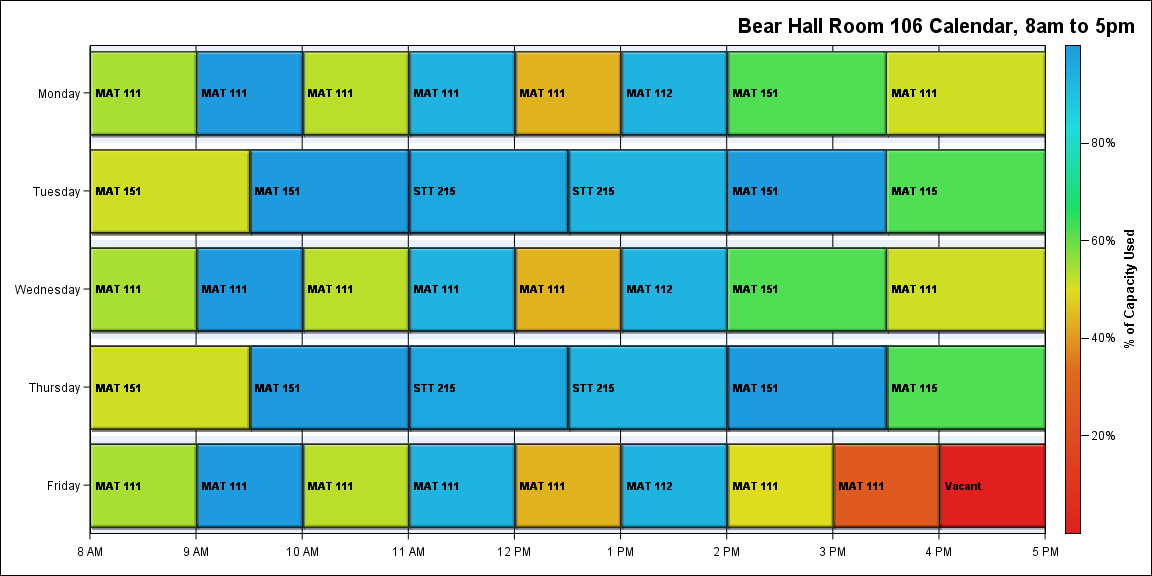 Bear Hall Room 106 Calendar, 8am to 5pm
Monday
MAT 111
MAT 111
MAT 111
MAT 111
MAT 111
MAT 112
MAT 151
MAT 111
Tuesday
MAT 151
MAT 151
STT 215
STT 215
MAT 151
MAT 115
Wednesday
MAT 111
MAT 111
MAT 111
MAT 111
MAT 111
MAT 112
MAT 151
MAT 111
Thursday
MAT 151
MAT 151
STT 215
STT 215
MAT 151
MAT 115
Friday
MAT 111
MAT 111
MAT 111
MAT 111
MAT 111
MAT 112
MAT 111
MAT 111
Vacant
8 AM
9 AM
10 AM
11 AM
12 PM
1 PM
2 PM
3 PM
4 PM
5 PM
80%
60%
40%
20%
% of Capacity Used